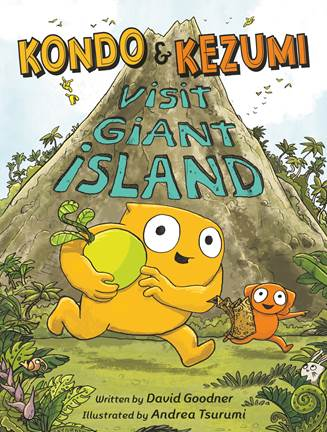 KONDO & KEZUMI
Visit
GIANT
iSLAND
Written by David Goodner
Illustrated by Andrea Tsurumi